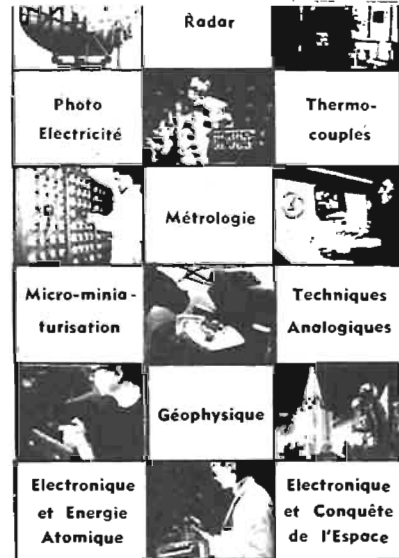 Radar
Photo
Electricité
Thermo-
couples
Métrologie
Micro-minia-
turisation
Techniques
Analogiques
Géophysique
Electronique
et Energie
Atomique
Electronique
et Conquête
de l'Espace